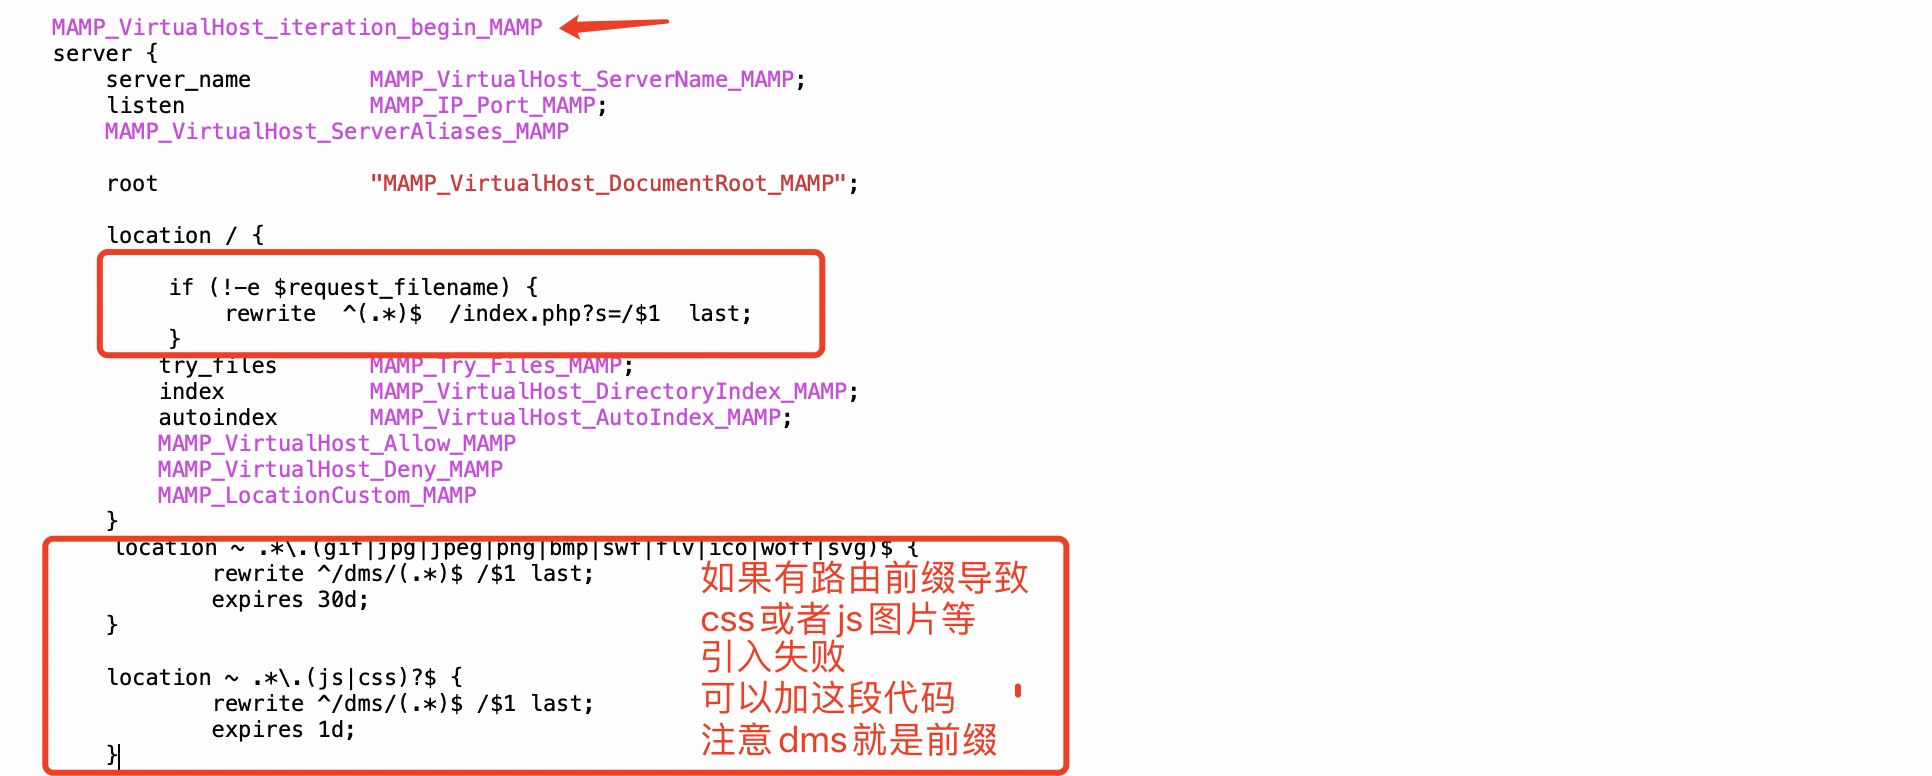 MAMP_VirtualHost_iteration_begin_MAMP
server {
server_name MAMP_VirtualHost_ServerName_MAMP;
listen MAMP_IP_Port_MAMP;
MAMP_VirtualHost_ServerAliases_MAMP
root "MAMP_VirtualHost_DocumentRoot_MAMP";
location / {
if (!-e $request_filename) {
rewrite ^(.*)$ /index.php?s=/$1 last;
}
try_files MAMP_Try_Files_MAMP;
index MAMP_VirtualHost_DirectoryIndex_MAMP;
autoindex MAMP_VirtualHost_AutoIndex_MAMP;
MAMP_VirtualHost_Allow_MAMP
MAMP_VirtualHost_Deny_MAMP
MAMP_LocationCustom_MAMP
}
location ~ .*\.(gif|jpg|jpeg|png|bmp|swf|flv|ico|woff|svg)$ {
rewrite ^/dms/(.*)$ /$1 last;
expires 30d;
}
location ~ .*\.(js|css)?$ {
rewrite ^/dms/(.*)$ /$1 last;
expires 1d;
}
如果有路由前缀导致
css或者js图片等
引入失败
可以加这段代码
注意dms就是前缀